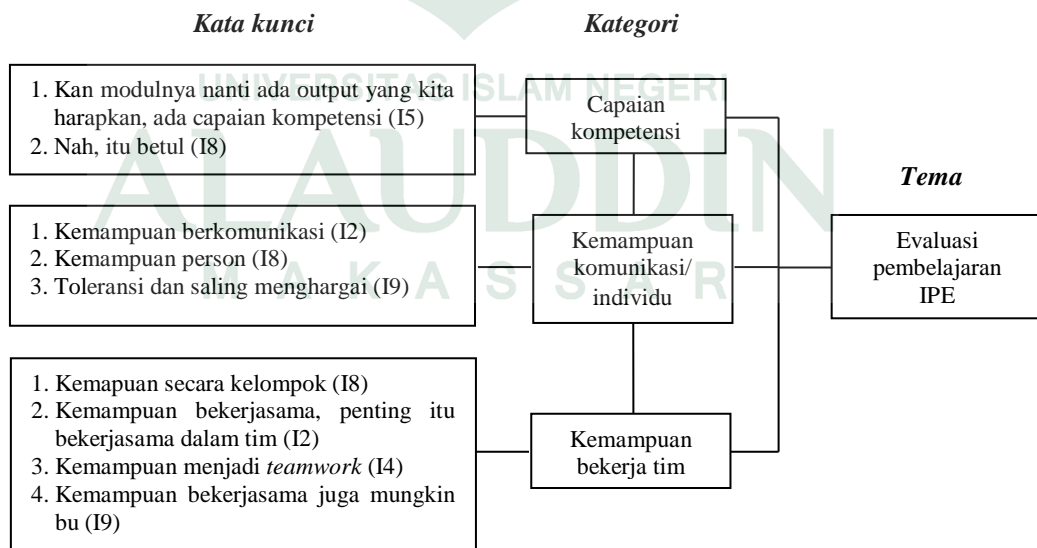 Kata kunci
Kategori
1. Kan modulnya nanti ada output yang kita
harapkan, ada capaian kompetensi (I5)
2. Nah, itu betul (I8)
Capaian
kompetensi
1. Kemampuan berkomunikasi (I2)
2. Kemampuan person (I8)
3. Toleransi dan saling menghargai (I9)
Kemampuan
komunikasi/
individu
1. Kemapuan secara kelompok (I8)
2. Kemampuan bekerjasama, penting itu
bekerjasama dalam tim (I2)
3. Kemampuan menjadi teamwork (I4)
4. Kemampuan bekerjasama juga mungkin
bu (I9)
Kemampuan
bekerja tim
Tema
Evaluasi
pembelajaran
IPE
UNIVERSITAS ISLAM NEGERI
ALAUDDIN
MAKASSAR